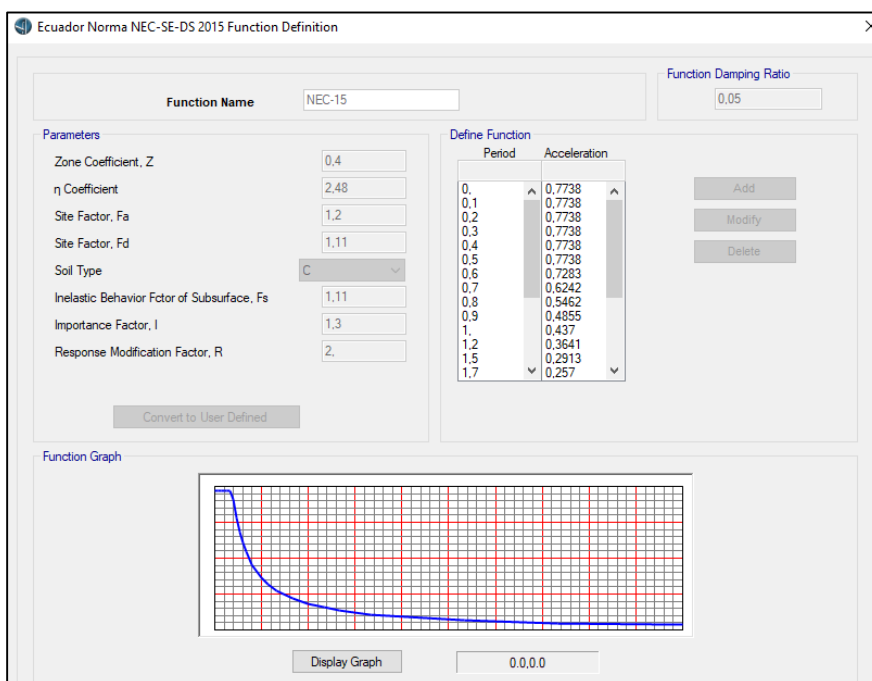 Ecuador Norma NEC-SE-DS 2015 Function Definition
Function Name NEC-15
Function Damping Ratio
0,05
Parameters
Zone Coefficient, Z 0,4
η Coefficient 2,48
Site Factor, Fa 1,2
Site Factor, Fd 1,11
Soil Type C
Inelastic Behavior Fctor of Subsurface, Fs 1,11
Importance Factor, I 1,3
Response Modification Factor, R 2,
Convert to User Defined
Define Function
Period Acceleration
0, 0,7738
0,1 0,7738
0,2 0,7738
0,3 0,7738
0,4 0,7738
0,5 0,7738
0,6 0,7283
0,7 0,6242
0,8 0,5462
0,9 0,4855
1, 0,437
1,2 0,3641
1,5 0,2913
1,7 0,257
Add
Modify
Delete
Function Graph
Display Graph 0.0,0.0